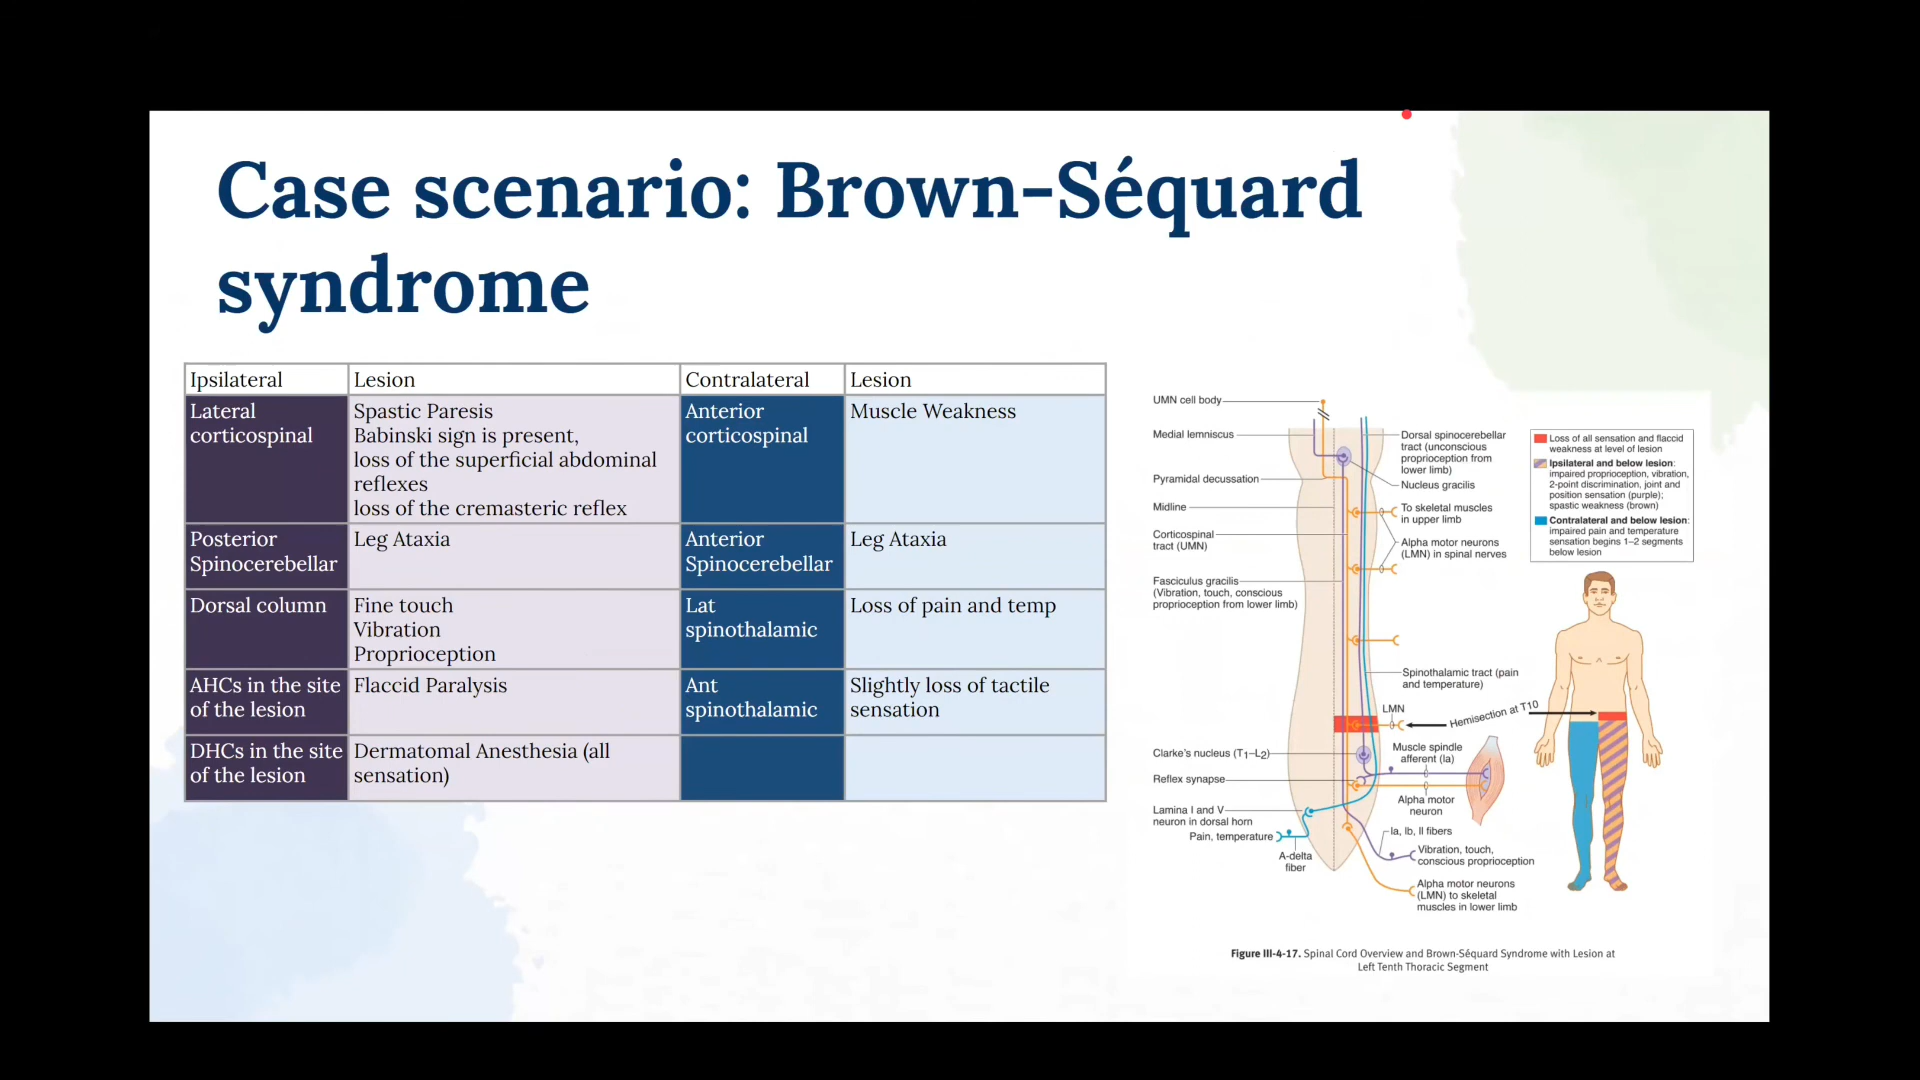 Case scenario: Brown-Séquard
syndrome
Ipsilateral
Lesion
Contralateral
Lesion
Lateral
corticospinal
Spastic Paresis
Babinski sign is present,
loss of the superficial abdominal
reflexes
loss of the cremasteric reflex
Anterior
corticospinal
Muscle Weakness
Posterior
Spinocerebellar
Leg Ataxia
Anterior
Spinocerebellar
Leg Ataxia
Dorsal column
Fine touch
Vibration
Proprioception
Lat
spinothalamic
Loss of pain and temp
AHCs in the site
of the lesion
Flaccid Paralysis
Ant
spinothalamic
Slightly loss of tactile
sensation
DHCs in the site
of the lesion
Dermatomal Anesthesia (all
sensation)
UMN cell body
Medial lemniscus
Pyramidal decussation
Midline
Corticospinal
tract (UMN)
Fasciculus gracilis
(Vibration, touch, conscious
proprioception from lower limb)
Clarke's nucleus (T1–L2)
Reflex synapse
Lamina I and V
neuron in dorsal horn
Pain, temperature
A-delta
fiber
Dorsal spinocerebellar
tract (unconscious
proprioception from
lower limb)
Nucleus gracilis
To skeletal muscles
in upper limb
Alpha motor neurons
(LMN) in spinal nerves
Spinothalamic tract (pain
and temperature)
LMN
Hemisection at T10
Muscle spindle
afferent (Ia)
Alpha motor
neuron
Ia, Ib, II fibers
Vibration, touch,
conscious proprioception
Alpha motor neurons
(LMN) to skeletal
muscles in lower limb
Loss of all sensation and flaccid
weakness at level of lesion
Ipsilateral and below lesion:
impaired proprioception, vibration,
2-point discrimination, joint and
position sensation (purple);
spastic weakness (brown)
Contralateral and below lesion:
impaired pain and temperature
sensation begins 1–2 segments
below lesion
Figure III-4-17. Spinal Cord Overview and Brown-Séquard Syndrome with Lesion at
Left Tenth Thoracic Segment